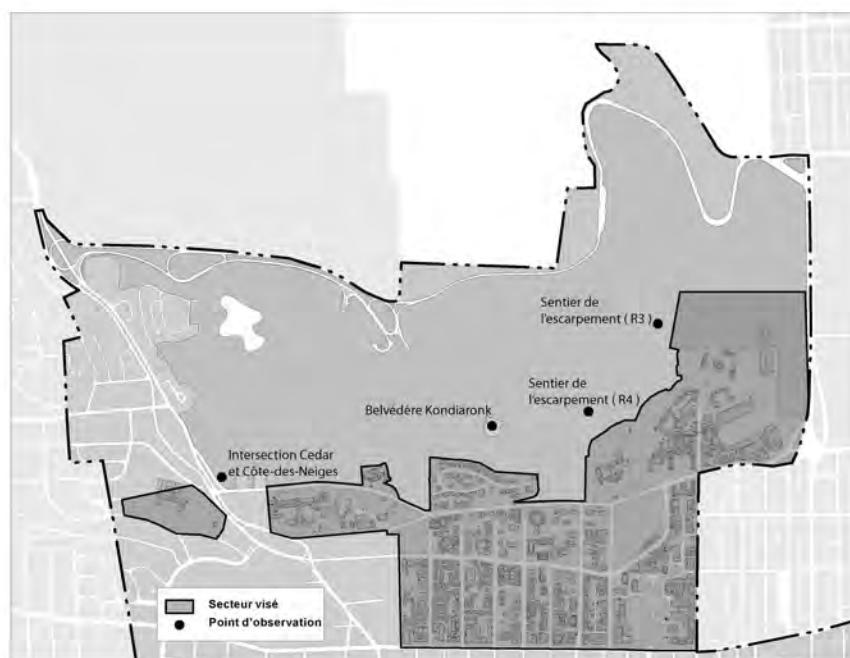 Sentier de
l'escarpement ( R3 )
Sentier de
l'escarpement (R4)
Belvédère Kondiaronk
Intersection Cedar
et Côte-des-Neiges
Secteur visé
Point d'observation